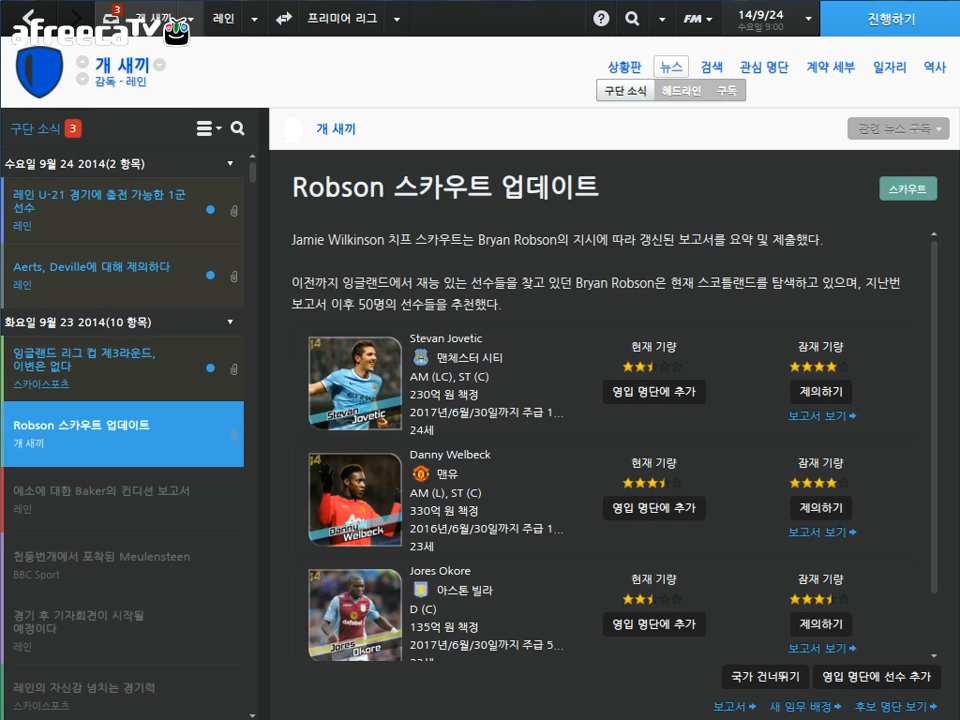 afreecaTV
3
개 새끼
레인
프리미어 리그
?
FM
14/9/24
수요일 9:00
진행하기
개 새끼
감독 - 레인
상황판
뉴스
검색
관심 명단
계약 세부
일자리
역사
구단 소식
헤드라인
구독
구단 소식 3
개 새끼
관련 뉴스 구독
수요일 9월 24 2014(2 항목)
레인 U-21 경기에 출전 가능한 1군
선수
레인
Aerts, Deville에 대해 제의하다
레인
화요일 9월 23 2014(10 항목)
잉글랜드 리그 컵 제3라운드,
이변은 없다
스카이스포츠
Robson 스카우트 업데이트
개 새끼
에소에 대한 Baker의 컨디션 보고서
레인
천둥번개에서 포착된 Meulensteen
BBC Sport
경기 후 기자회견이 시작될
예정이다
레인
레인의 자신감 넘치는 경기력
스카이스포츠
Robson 스카우트 업데이트
스카우트
Jamie Wilkinson 치프 스카우트는 Bryan Robson의 지시에 따라 갱신된 보고서를 요약 및 제출했다.
이전까지 잉글랜드에서 재능 있는 선수들을 찾고 있던 Bryan Robson은 현재 스코틀랜드를 탐색하고 있으며, 지난번
보고서 이후 50명의 선수들을 추천했다.
14
Stevan
Jovetic
Stevan Jovetic
맨체스터 시티
AM (LC), ST (C)
230억 원 책정
2017년/6월/30일까지 주급 1...
24세
현재 기량
영입 명단에 추가
잠재 기량
제의하기
보고서 보기
14
Danny
Welbeck
Danny Welbeck
맨유
AM (L), ST (C)
330억 원 책정
2016년/6월/30일까지 주급 1...
23세
현재 기량
영입 명단에 추가
잠재 기량
제의하기
보고서 보기
14
Jores
Okore
Jores Okore
아스톤 빌라
D (C)
135억 원 책정
2017년/6월/30일까지 주급 5...
현재 기량
영입 명단에 추가
잠재 기량
제의하기
보고서 보기
국가 건너뛰기
영입 명단에 선수 추가
보고서
새 임무 배정
후보 명단 보기